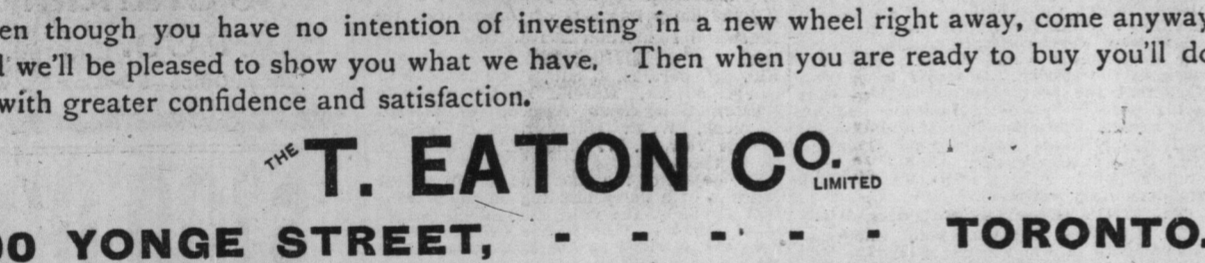 en though you have no intention of investing in a new wheel right away, come anyway
we'll be pleased to show you what we have. Then when you are ready to buy you'll do
with greater confidence and satisfaction.
THE T. EATON CO. LIMITED
00 YONGE STREET, - - - - - TORONTO.